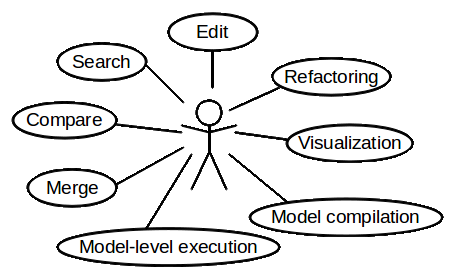 Edit
Search
Refactoring
Compare
Visualization
Merge
Model compilation
Model-level execution